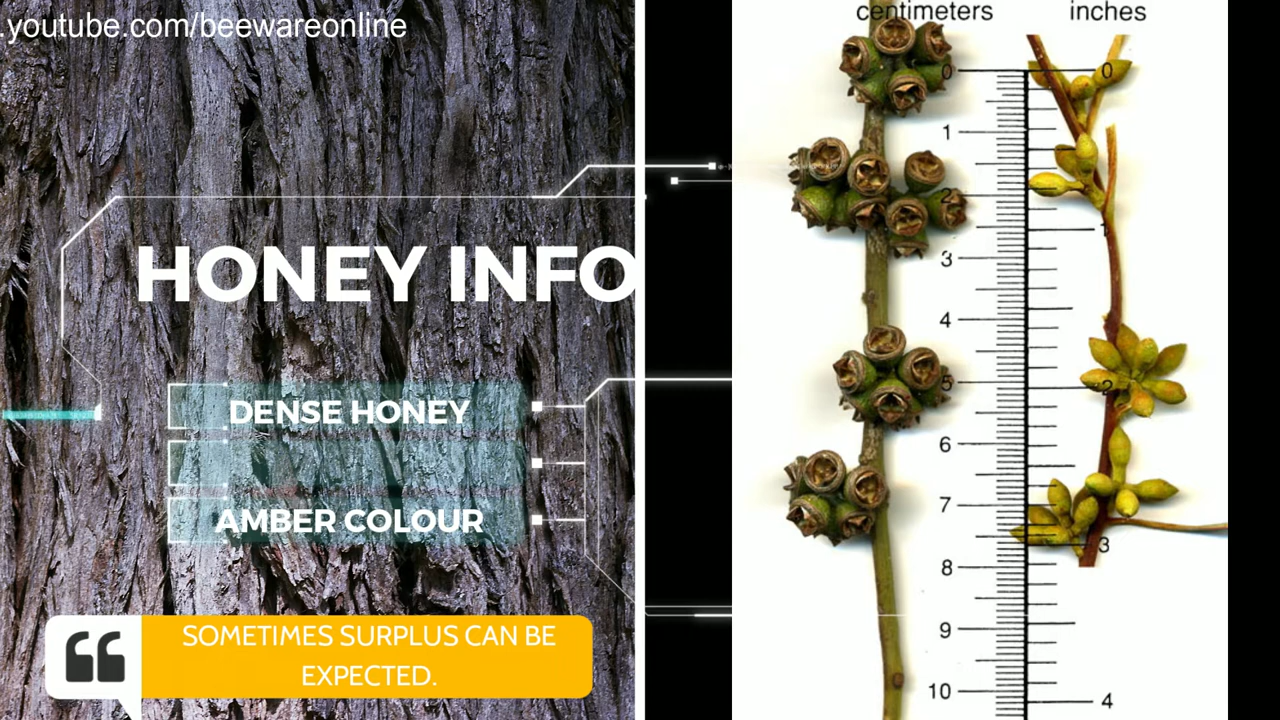 .youtube.com/beewareonline
HONEY INFO
DENSE HONEY
AMBER COLOUR
SOMETIMES SURPLUS CAN BE
EXPECTED.
centimeters
inches
0
1
2
3
4
5
6
7
8
9
10
0
1
2
3
4